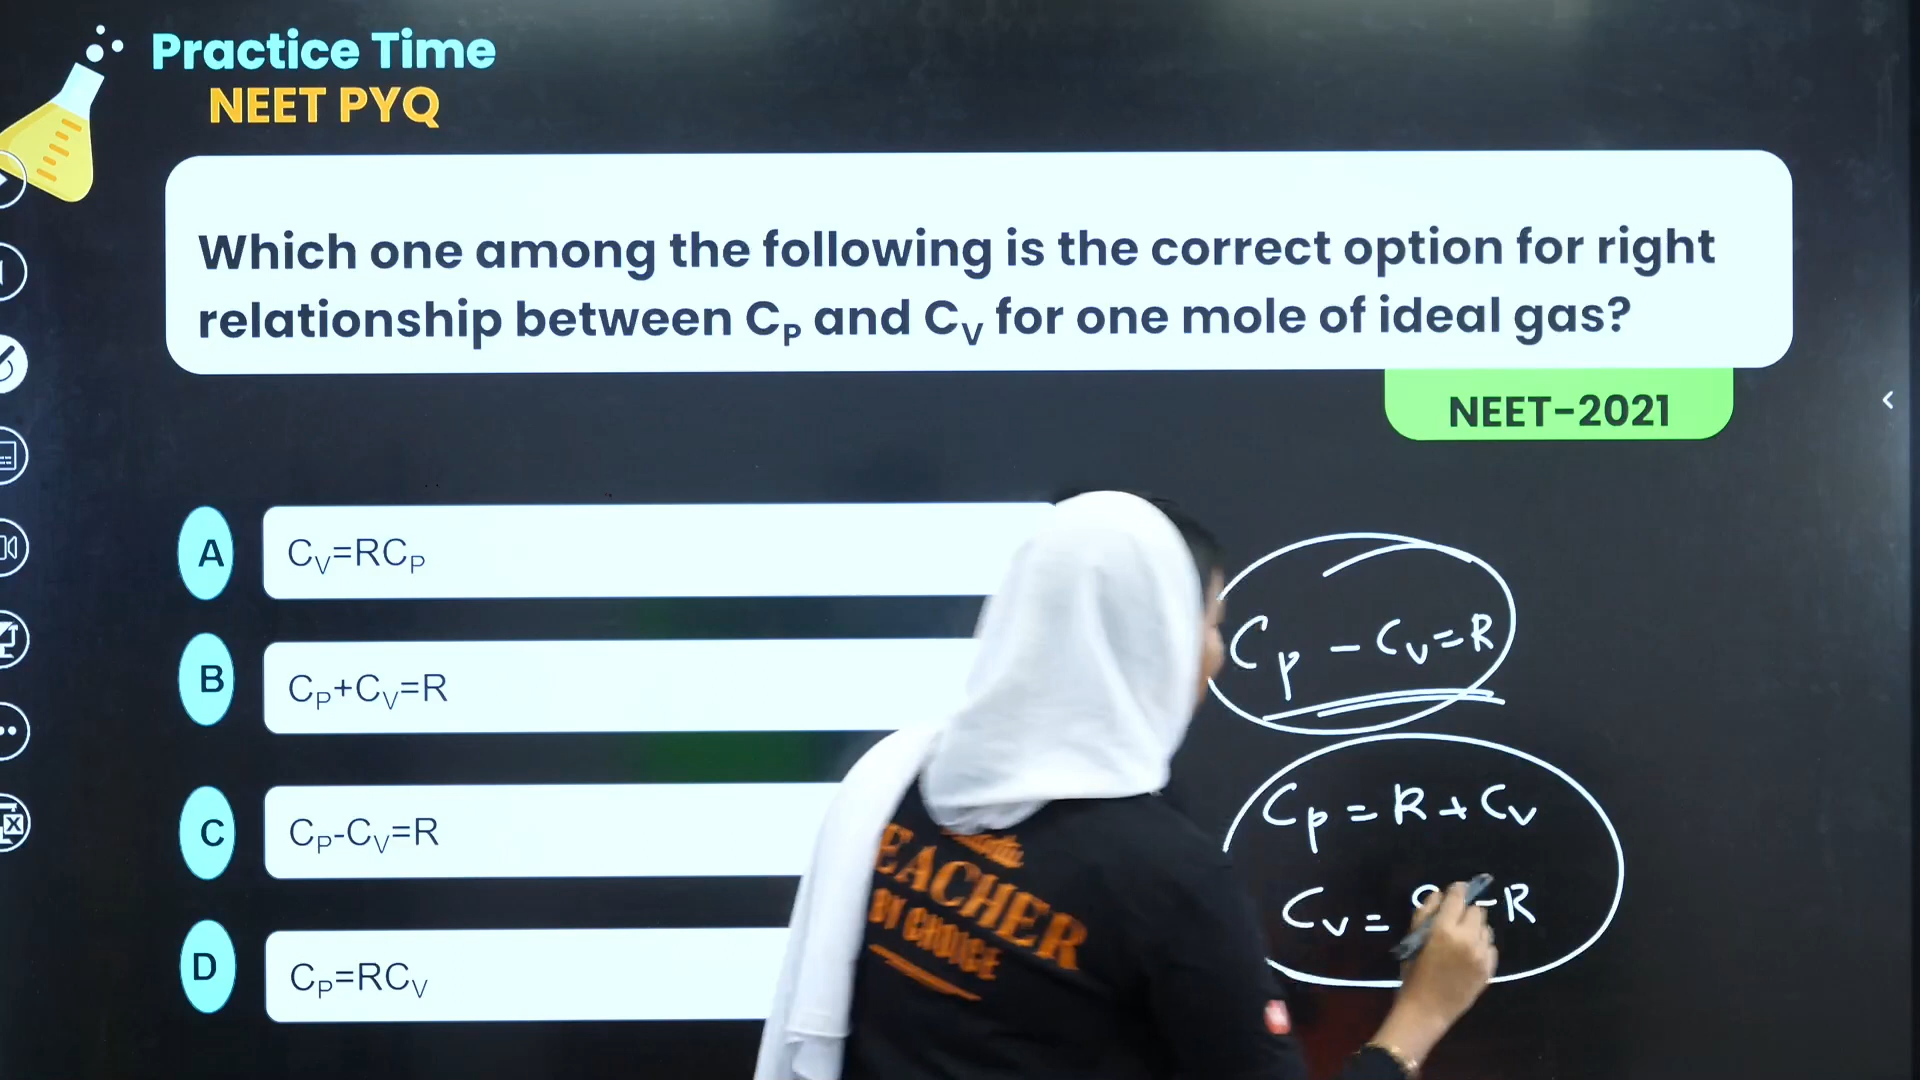 Practice Time
NEET PYQ
Which one among the following is the correct option for right
relationship between Cₚ and Cᵥ for one mole of ideal gas?
NEET-2021
A Cᵥ=RCₚ
B Cₚ+Cᵥ=R
C Cₚ-Cᵥ=R
D Cₚ=RCᵥ
Cₚ - Cᵥ = R
Cₚ = R + Cᵥ
Cᵥ = - R
EACHER
BY CHOICE